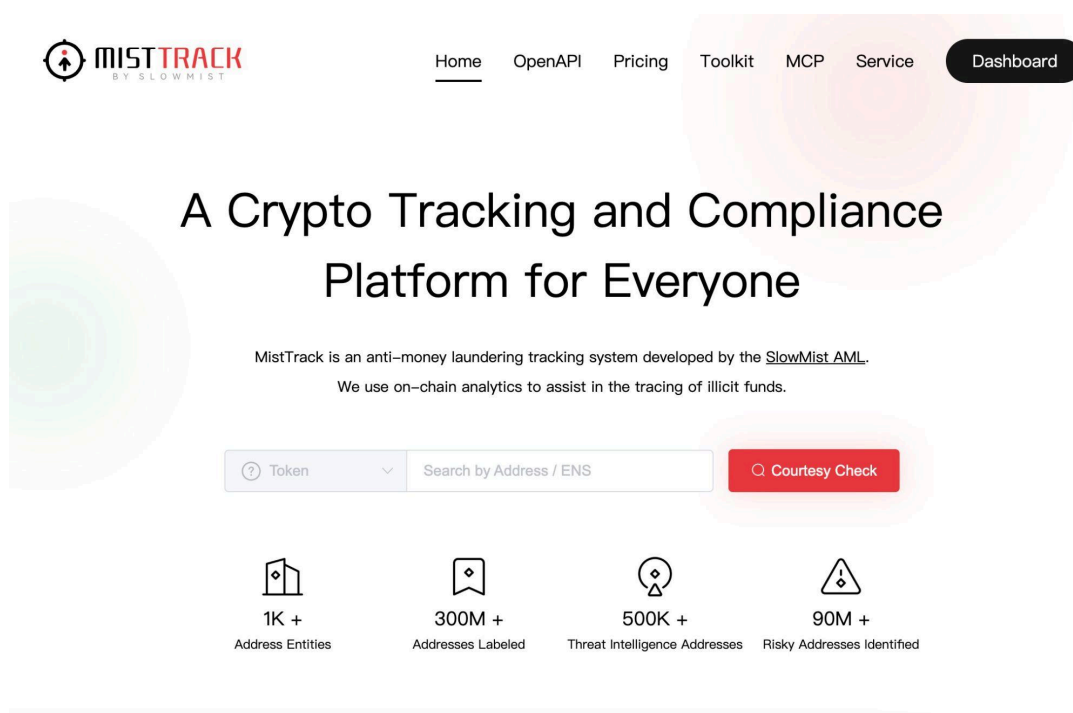 MISTTRACK
BY SLOWMIST
Home OpenAPI Pricing Toolkit MCP Service Dashboard
A Crypto Tracking and Compliance
Platform for Everyone
MistTrack is an anti-money laundering tracking system developed by the SlowMist AML.
We use on-chain analytics to assist in the tracing of illicit funds.
? Token Search by Address / ENS Courtesy Check
1K + 300M + 500K + 90M +
Address Entities Addresses Labeled Threat Intelligence Addresses Risky Addresses Identified